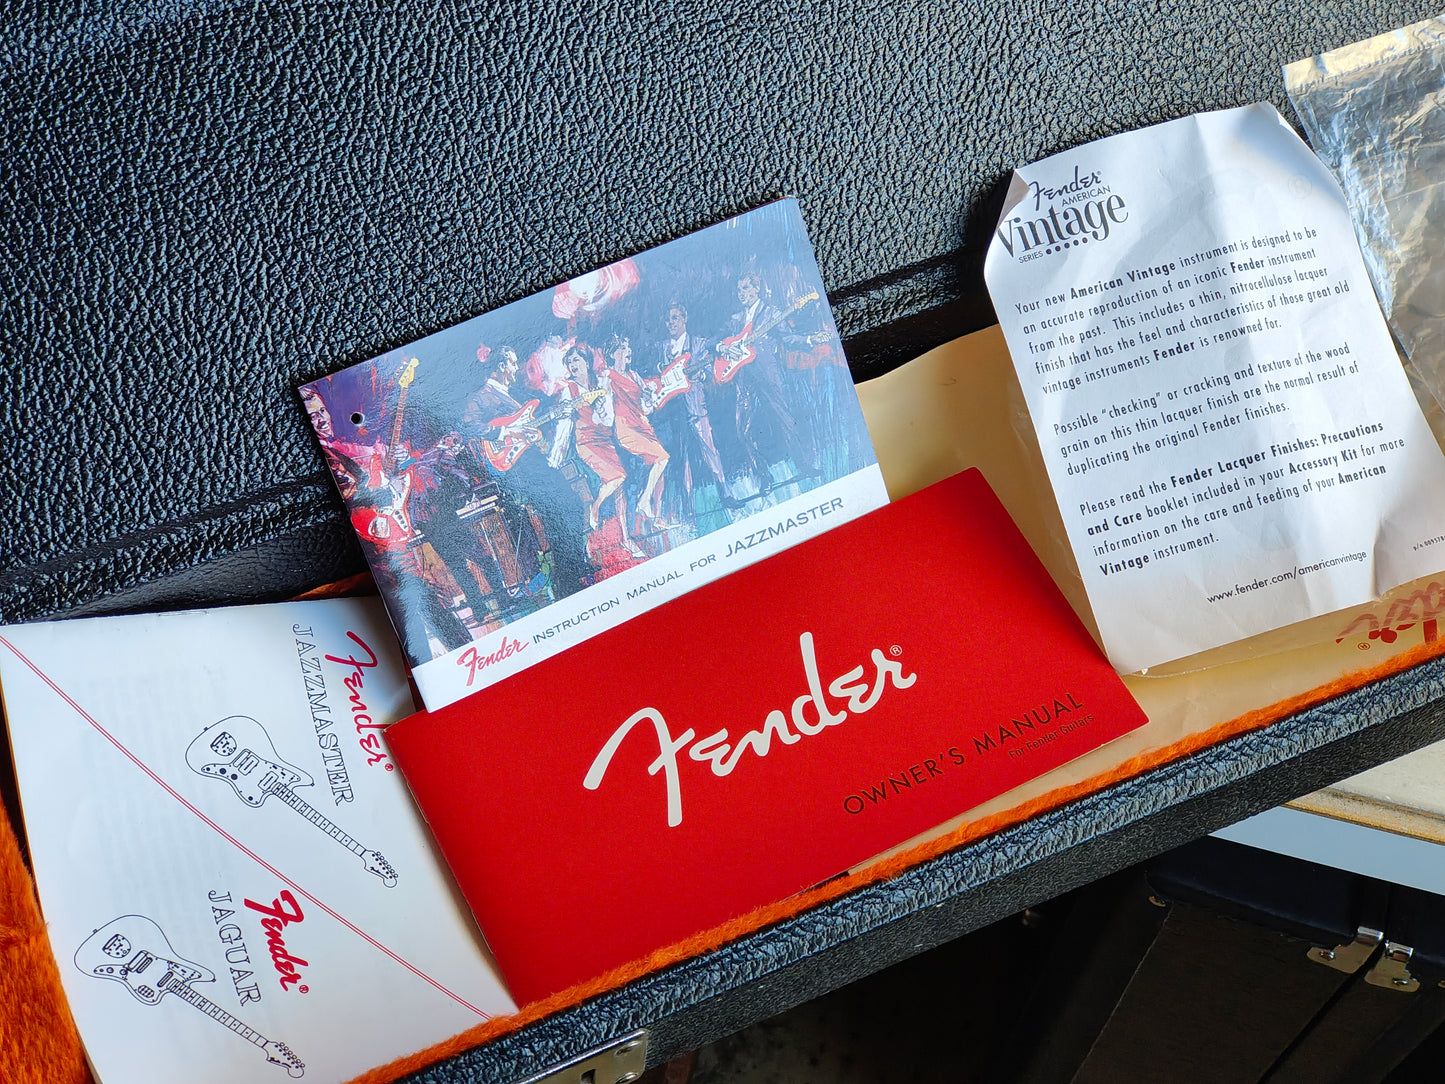 Fender®
AMERICAN
Vintage
SERIES
Your new American Vintage instrument is designed to be
an accurate reproduction of an iconic Fender instrument
from the past. This includes a thin, nitrocellulose lacquer
finish that has the feel and characteristics of those great old
vintage instruments Fender is renowned for.
Possible "checking" or cracking and texture of the wood
grain on this thin lacquer finish are the normal result of
duplicating the original Fender finishes.
Please read the Fender Lacquer Finishes: Precautions
and Care booklet included in your Accessory Kit for more
information on the care and feeding of your American
Vintage instrument.
www.fender.com/americanvintage
Fender INSTRUCTION MANUAL FOR JAZZMASTER
Fender®
OWNER'S MANUAL
For Fender Guitars
Fender®
JAZZMASTER
Fender®
JAGUAR